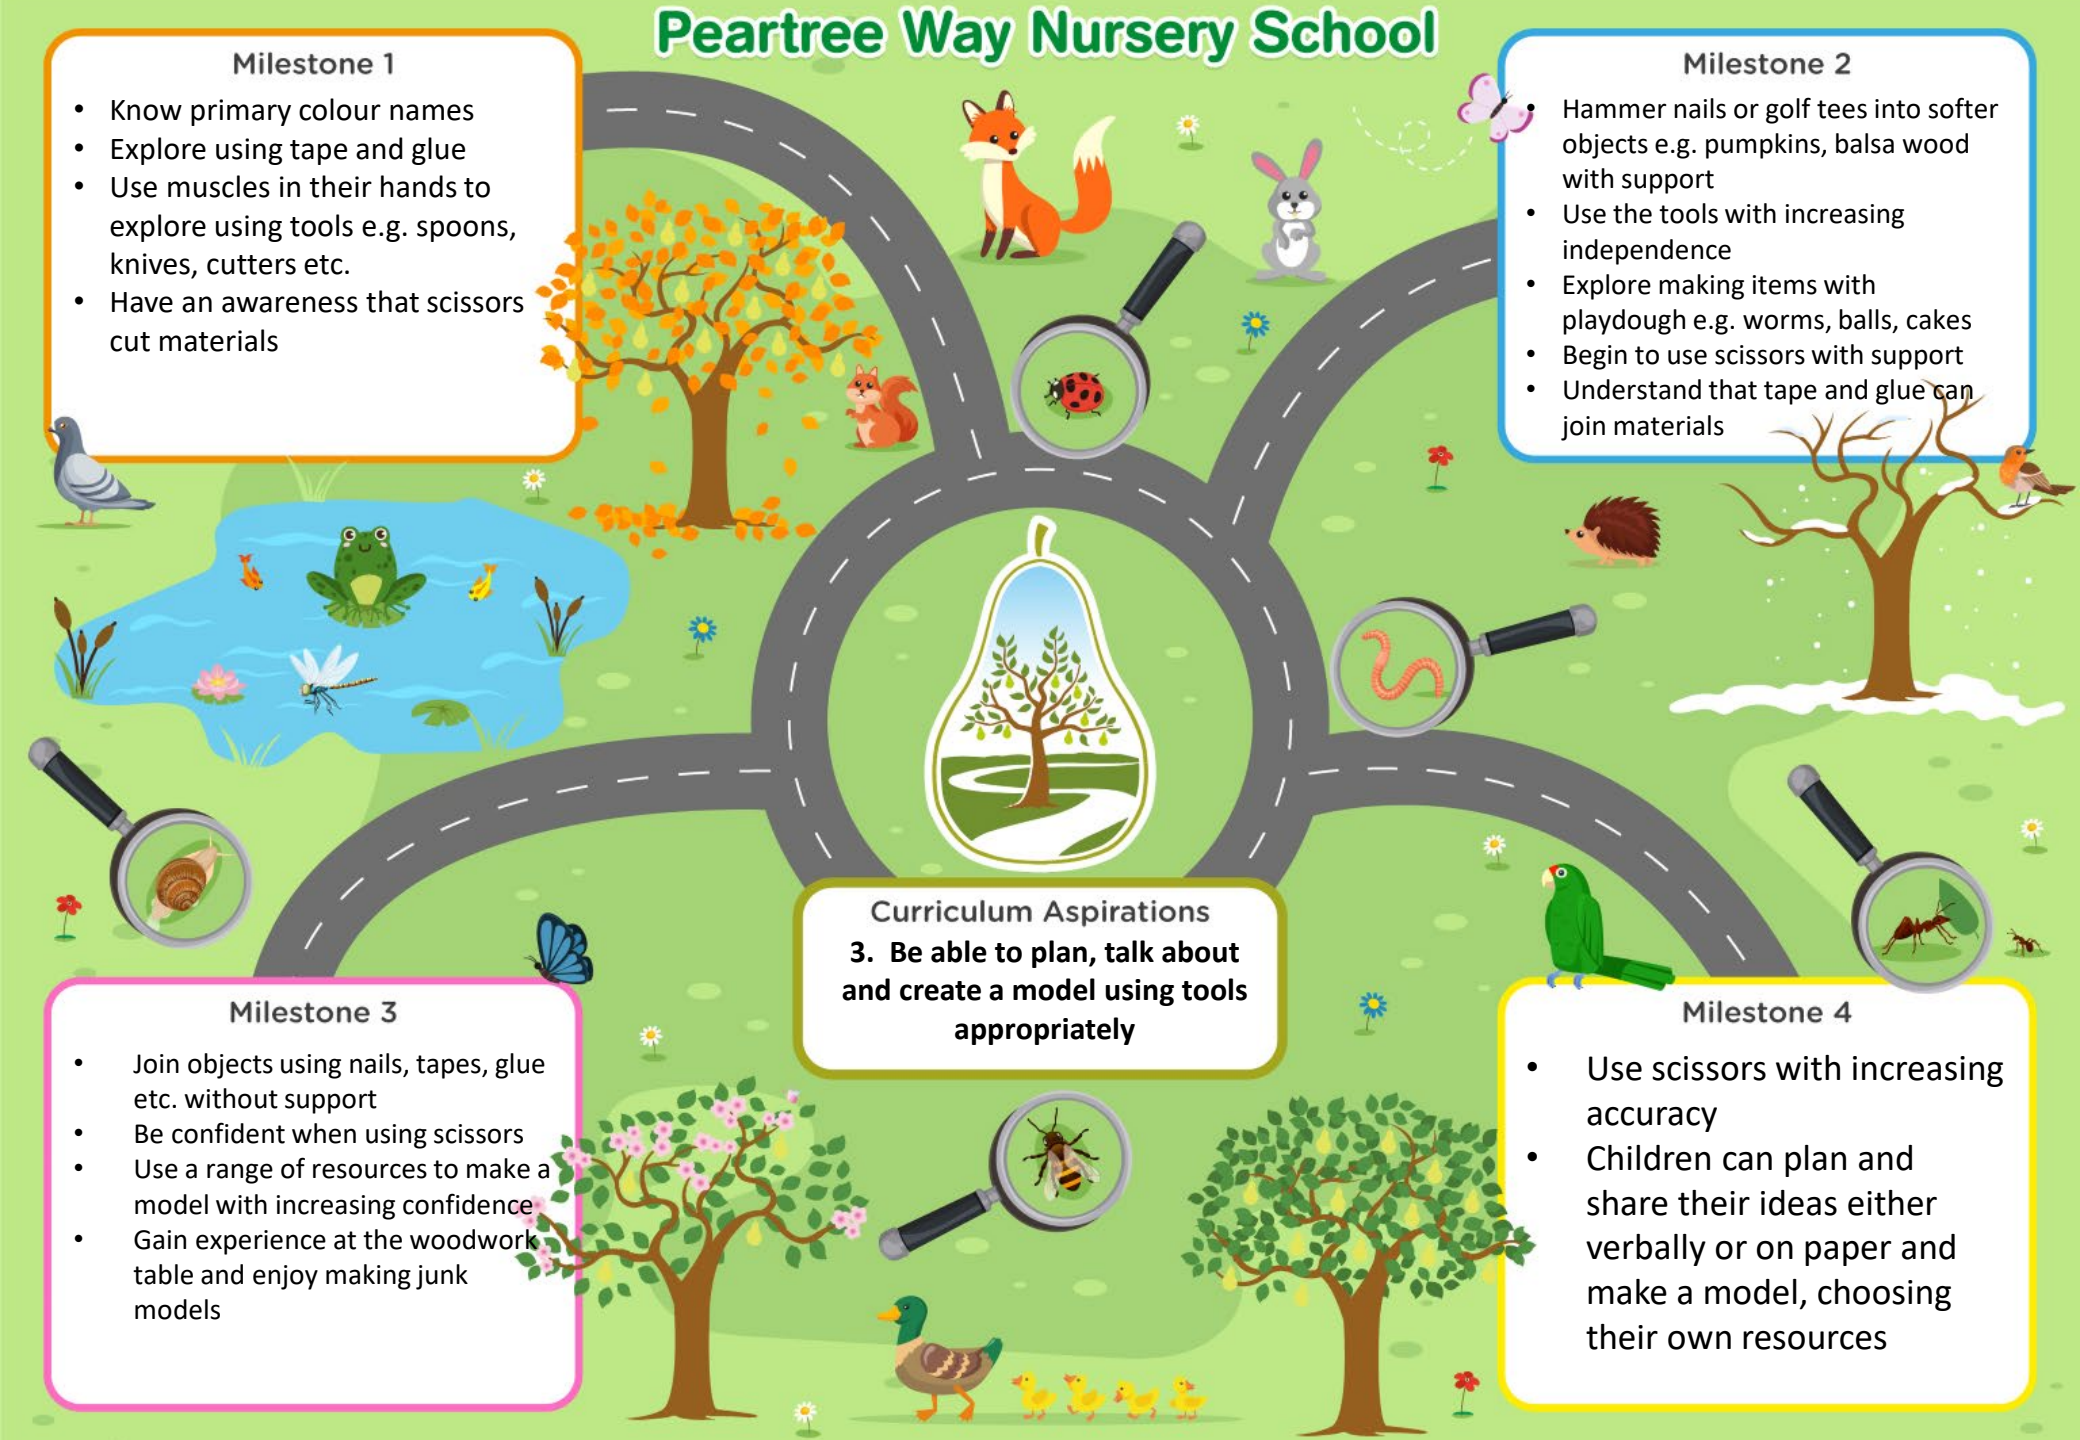 Peartree Way Nursery School
Milestone 1
• Know primary colour names
• Explore using tape and glue
• Use muscles in their hands to
explore using tools e.g. spoons,
knives, cutters etc.
• Have an awareness that scissors
cut materials
Milestone 2
• Hammer nails or golf tees into softer
objects e.g. pumpkins, balsa wood
with support
• Use the tools with increasing
independence
• Explore making items with
playdough e.g. worms, balls, cakes
• Begin to use scissors with support
• Understand that tape and glue can
join materials
Curriculum Aspirations
3. Be able to plan, talk about
and create a model using tools
appropriately
Milestone 3
• Join objects using nails, tapes, glue
etc. without support
• Be confident when using scissors
• Use a range of resources to make a
model with increasing confidence
• Gain experience at the woodwork
table and enjoy making junk
models
Milestone 4
• Use scissors with increasing
accuracy
• Children can plan and
share their ideas either
verbally or on paper and
make a model, choosing
their own resources